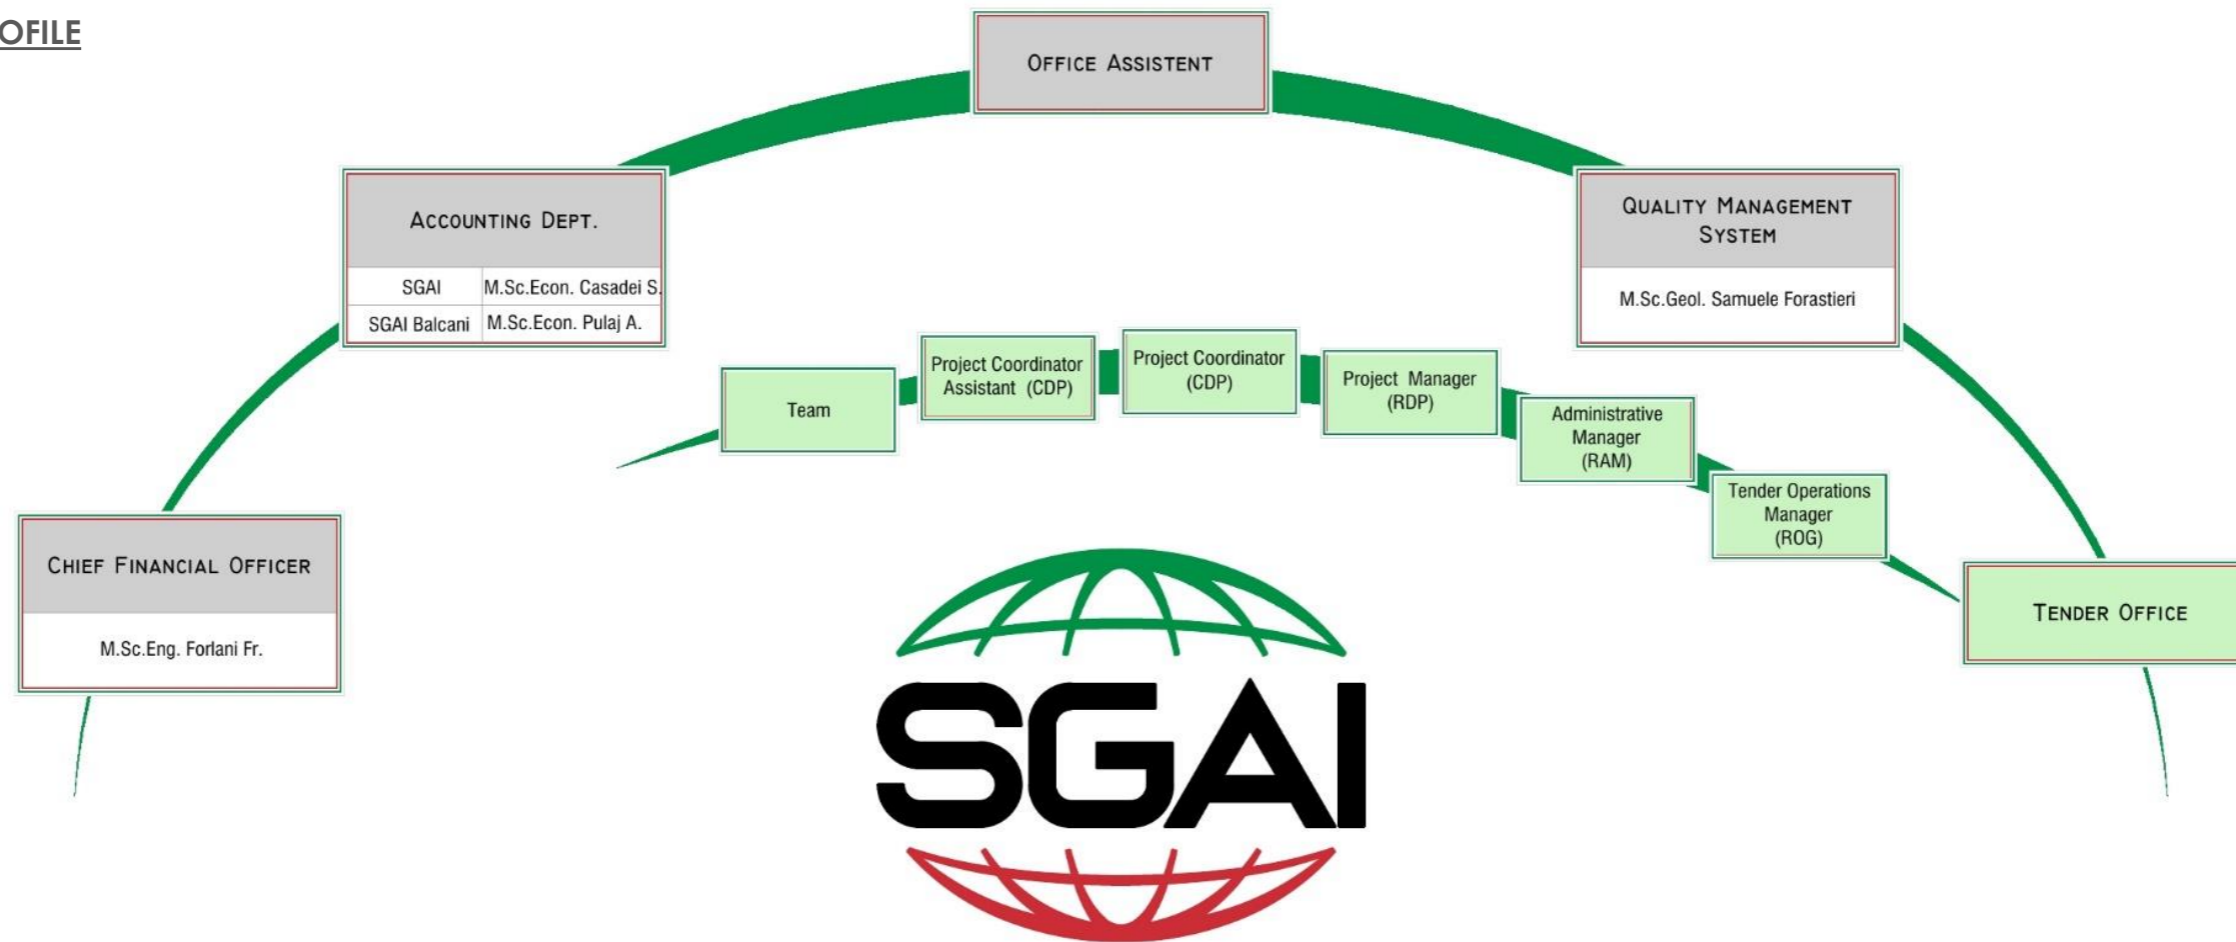 OFILE
OFFICE ASSISTENT
ACCOUNTING DEPT.
SGAI M.Sc.Econ. Casadei S.
SGAI Balcani M.Sc.Econ. Pulaj A.
QUALITY MANAGEMENT
SYSTEM
M.Sc.Geol. Samuele Forastieri
Team
Project Coordinator
Assistant (CDP)
Project Coordinator
(CDP)
Project Manager
(RDP)
Administrative
Manager
(RAM)
Tender Operations
Manager
(ROG)
CHIEF FINANCIAL OFFICER
M.Sc.Eng. Forlani Fr.
TENDER OFFICE
SGAI